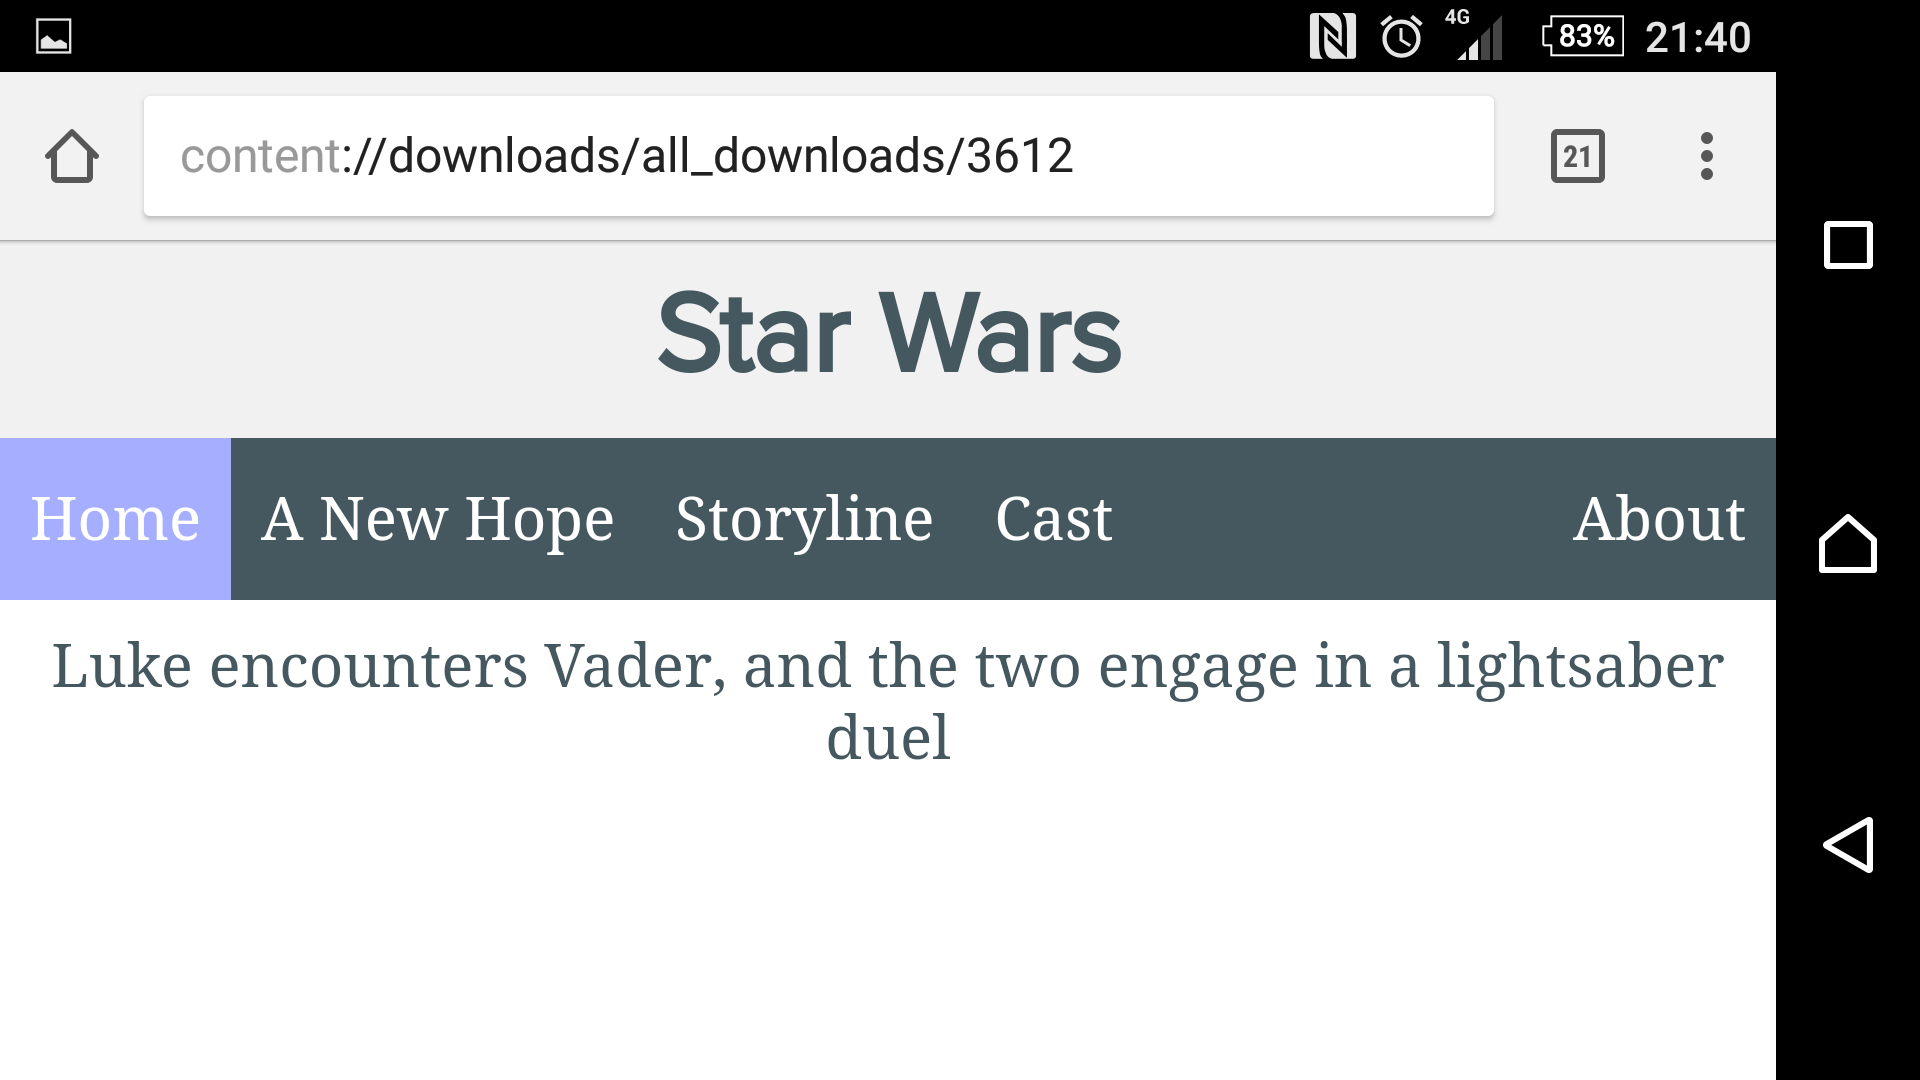 4G 83% 21:40
content://downloads/all_downloads/3612 21
Star Wars
Home A New Hope Storyline Cast About
Luke encounters Vader, and the two engage in a lightsaber
duel